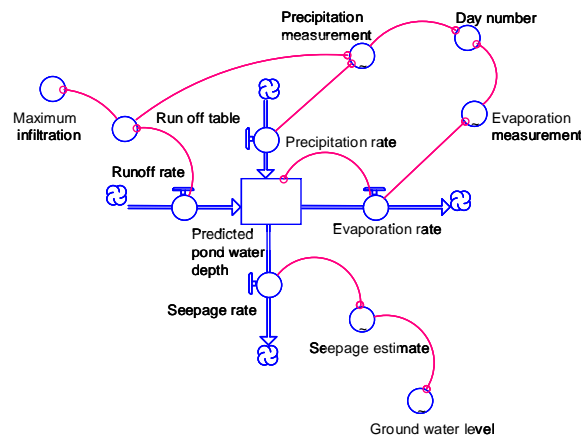 Precipitation
measurement
Day number
Maximum
infiltration
Run off table
Precipitation rate
Evaporation
measurement
Runoff rate
Predicted
pond water
depth
Evaporation rate
Seepage rate
Seepage estimate
Ground water level